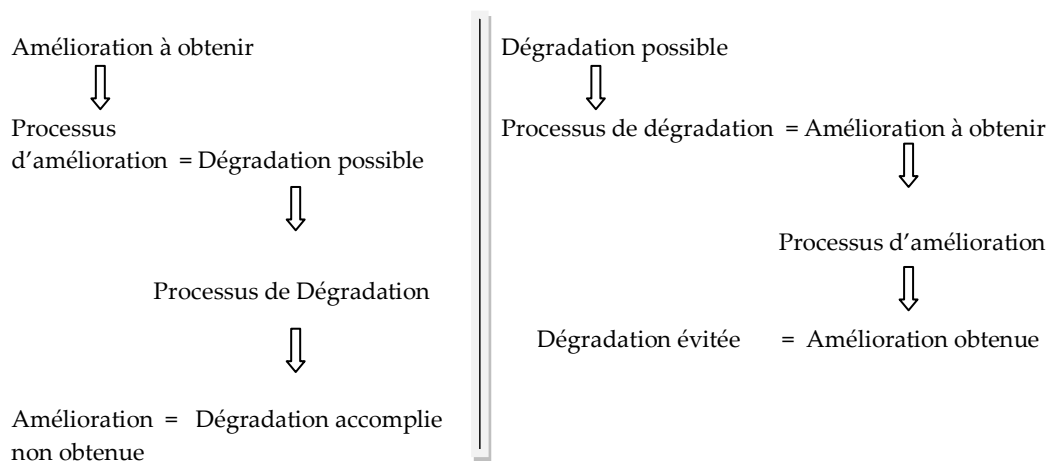 Amélioration à obtenir
Processus
d’amélioration = Dégradation possible
Processus de Dégradation
Amélioration = Dégradation accomplie
non obtenue
Dégradation possible
Processus de dégradation = Amélioration à obtenir
Processus d’amélioration
Dégradation évitée = Amélioration obtenue